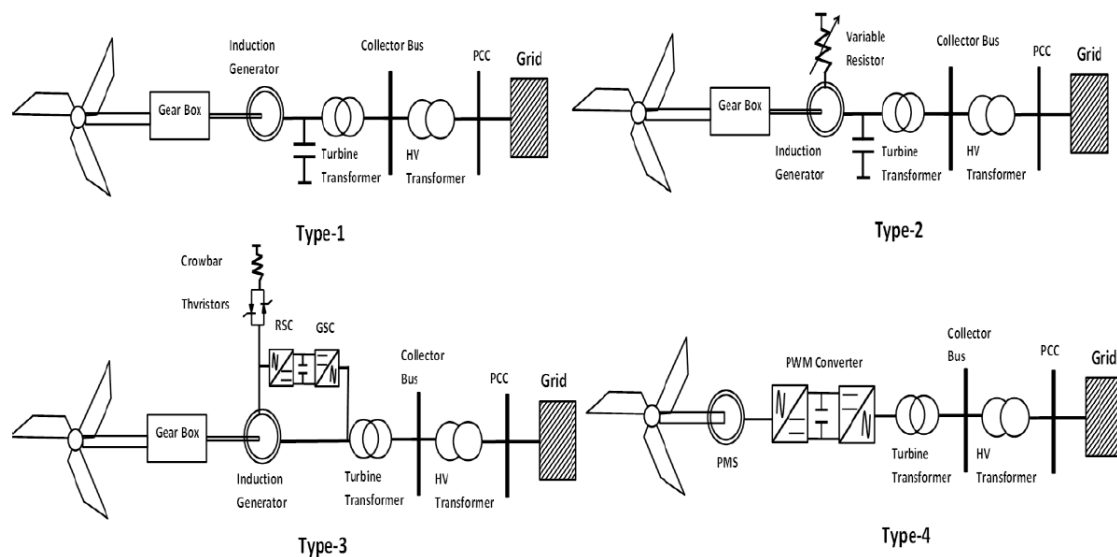 Induction
Generator
Collector Bus
PCC
Grid
Gear Box
Turbine
Transformer
HV
Transformer
Type-1
Variable
Resistor
Collector Bus
PCC
Grid
Gear Box
Induction
Generator
Turbine
Transformer
HV
Transformer
Type-2
Crowbar
Thyristors
RSC
GSC
Collector
Bus
PCC
Grid
Gear Box
Induction
Generator
Turbine
Transformer
HV
Transformer
Type-3
PWM Converter
Collector
Bus
PCC
Grid
PMS
Turbine
Transformer
HV
Transformer
Type-4